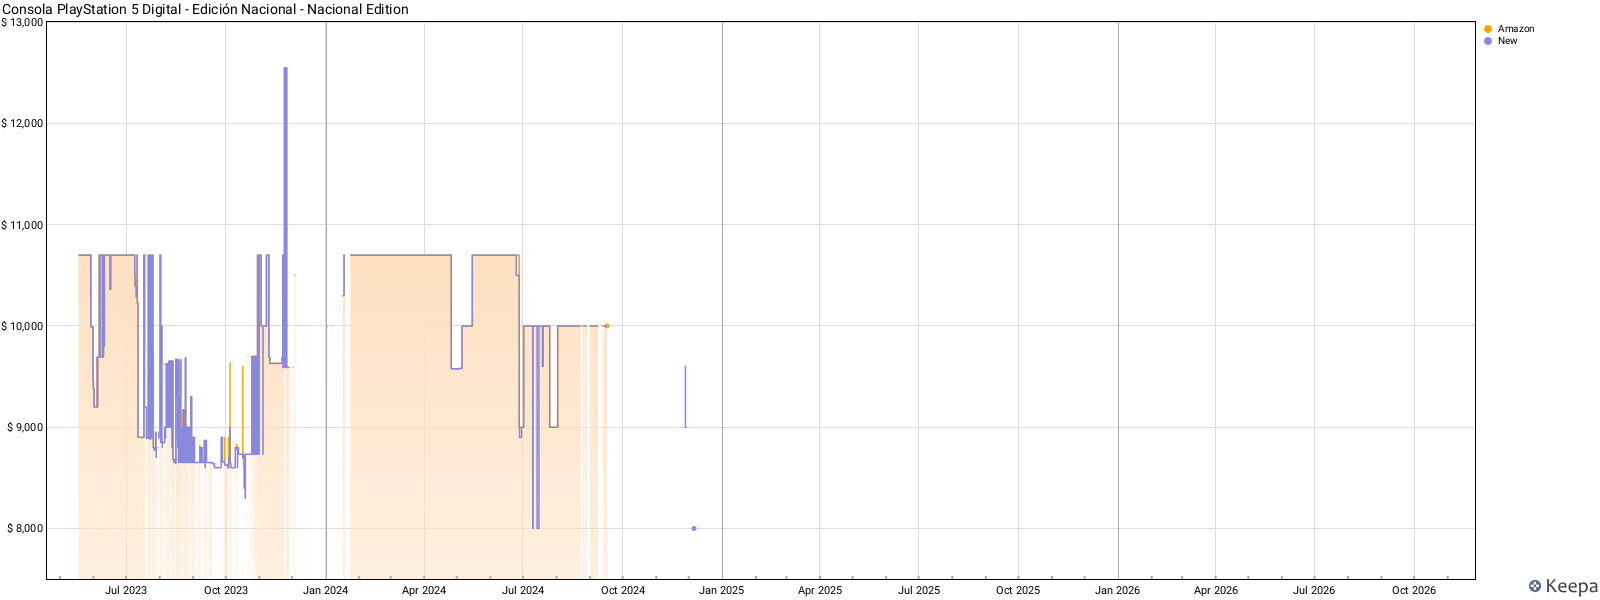 Consola PlayStation 5 Digital - Edición Nacional - Nacional Edition
$ 13,000
$ 12,000
$ 11,000
$ 10,000
$ 9,000
$ 8,000
Jul 2023 Oct 2023 Jan 2024 Apr 2024 Jul 2024 Oct 2024 Jan 2025 Apr 2025 Jul 2025 Oct 2025 Jan 2026 Apr 2026 Jul 2026 Oct 2026
Amazon
New
Keepa